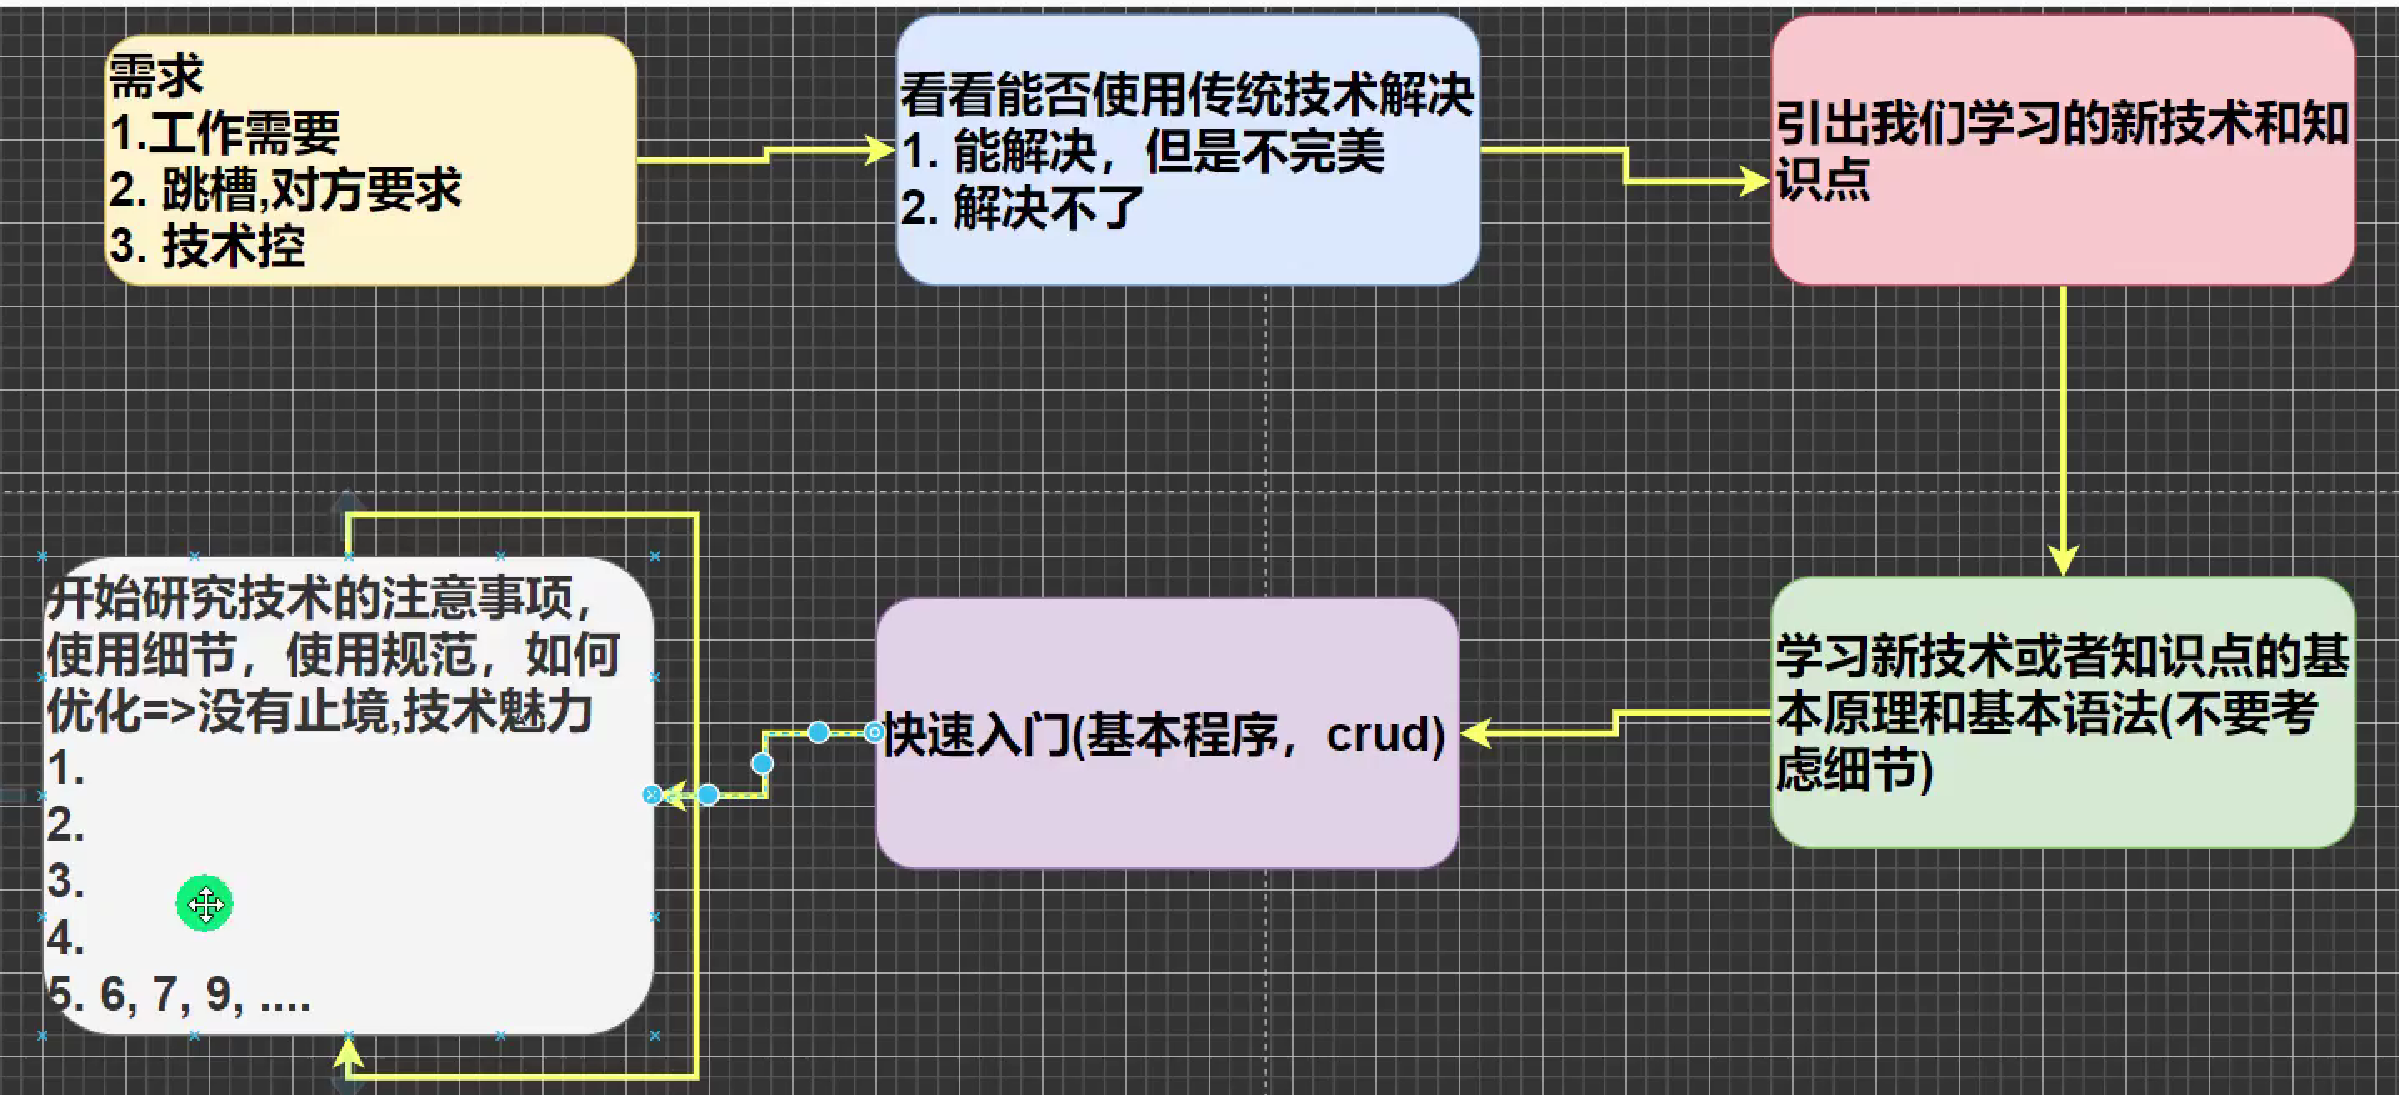 需求
1.工作需要
2. 跳槽,对方要求
3. 技术控
看看能否使用传统技术解决
1. 能解决，但是不完美
2. 解决不了
引出我们学习的新技术和知
识点
学习新技术或者知识点的基
本原理和基本语法(不要考
虑细节)
快速入门(基本程序，crud)
开始研究技术的注意事项，
使用细节，使用规范，如何
优化=>没有止境,技术魅力
1.
2.
3.
4.
5. 6, 7, 9, ....